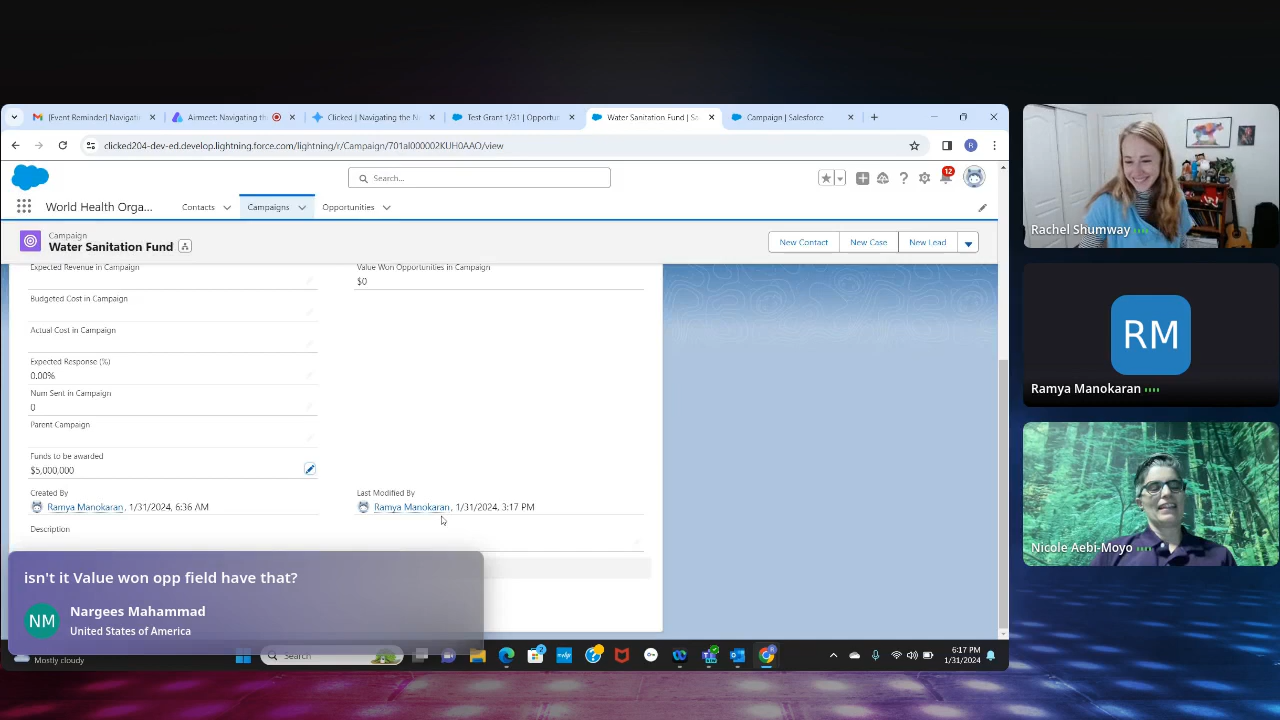 [Event Reminder] Navigati
Airmeet: Navigating th
Clicked | Navigating the N
Test Grant 1/31 | Opportun
Water Sanitation Fund | Sa
Campaign | Salesforce
clicked204-dev-ed.develop.lightning.force.com/lightning/r/Campaign/701al000002KUH0AAO/view
R
Search...
12
World Health Orga...
Contacts
Campaigns
Opportunities
Campaign
Water Sanitation Fund
New Contact
New Case
New Lead
Expected Revenue in Campaign
Value Won Opportunities in Campaign
$0
Budgeted Cost in Campaign
Actual Cost in Campaign
Expected Response (%)
0.00%
Num Sent in Campaign
0
Parent Campaign
Funds to be awarded
$5,000,000
Created By
Last Modified By
Ramya Manokaran, 1/31/2024, 6:36 AM
Ramya Manokaran, 1/31/2024, 3:17 PM
Description
isn't it Value won opp field have that?
NM
Nargees Mahammad
United States of America
Mostly cloudy
Search
6:17 PM
1/31/2024
Rachel Shumway
RM
Ramya Manokaran
Nicole Aebi-Moyo